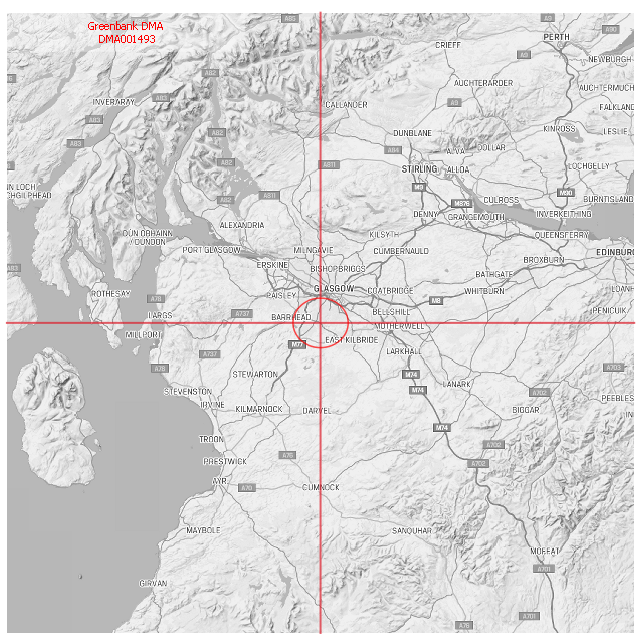 Greenbank DMA
DMA001493
A85
A9
A90
PERTH
CRIEFF
A9
NEWBURGH
A82
AUCHTERARDER
AUCHTERMUCH
INVERARAY
A83
CALLANDER
A9
FALKLAND
A83
A82
DUNBLANE
KINROSS
LESLIE
A83
A84
ALVA
DOLLAR
A82
A811
STIRLING
ALLOA
LOCHGELLY
N LOCH
CHGILPHEAD
A82
A811
M9
M90
CULROSS
BURNTISLAND
M876
DENNY
GRANGEMOUTH
INVERKEITHING
ALEXANDRIA
DÙN OBHAINN
/ DUNOON
KILSYTH
QUEENSFERRY
PORT GLASGOW
MILNGAVIE
CUMBERNAULD
EDINBUR
BROXBURN
ERSKINE
BISHOPBRIGGS
BATHGATE
A83
GLASGOW
COATBRIDGE
WHITBURN
LOANH
ROTHESAY
A78
PAISLEY
M8
LARGS
A737
BARRHEAD
BELLSHILL
PENICUIK
MOTHERWELL
MILLPORT
M77
EAST KILBRIDE
A737
LARKHALL
A78
A703
STEWARTON
M74
LANARK
STEVENSTON
M74
A702
PEEBLES
IRVINE
KILMARNOCK
DARVEL
BIGGAR
IN
TROON
M74
A702
A76
PRESTWICK
A702
AYR
A70
CUMNOCK
MAYBOLE
SANQUHAR
MOFFAT
A701
GIRVAN
A701
A76